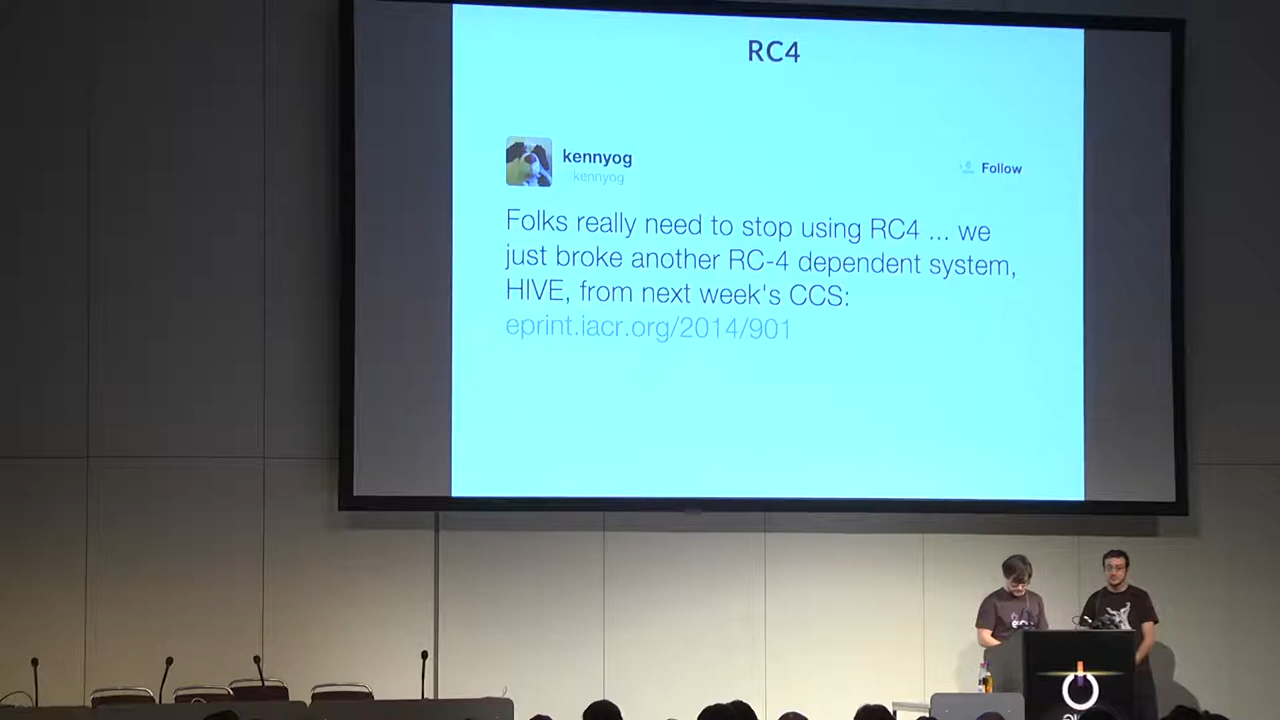 RC4
kennyog
kennyog
Follow
Folks really need to stop using RC4 ... we
just broke another RC-4 dependent system,
HIVE, from next week's CCS:
eprint.iacr.org/2014/901